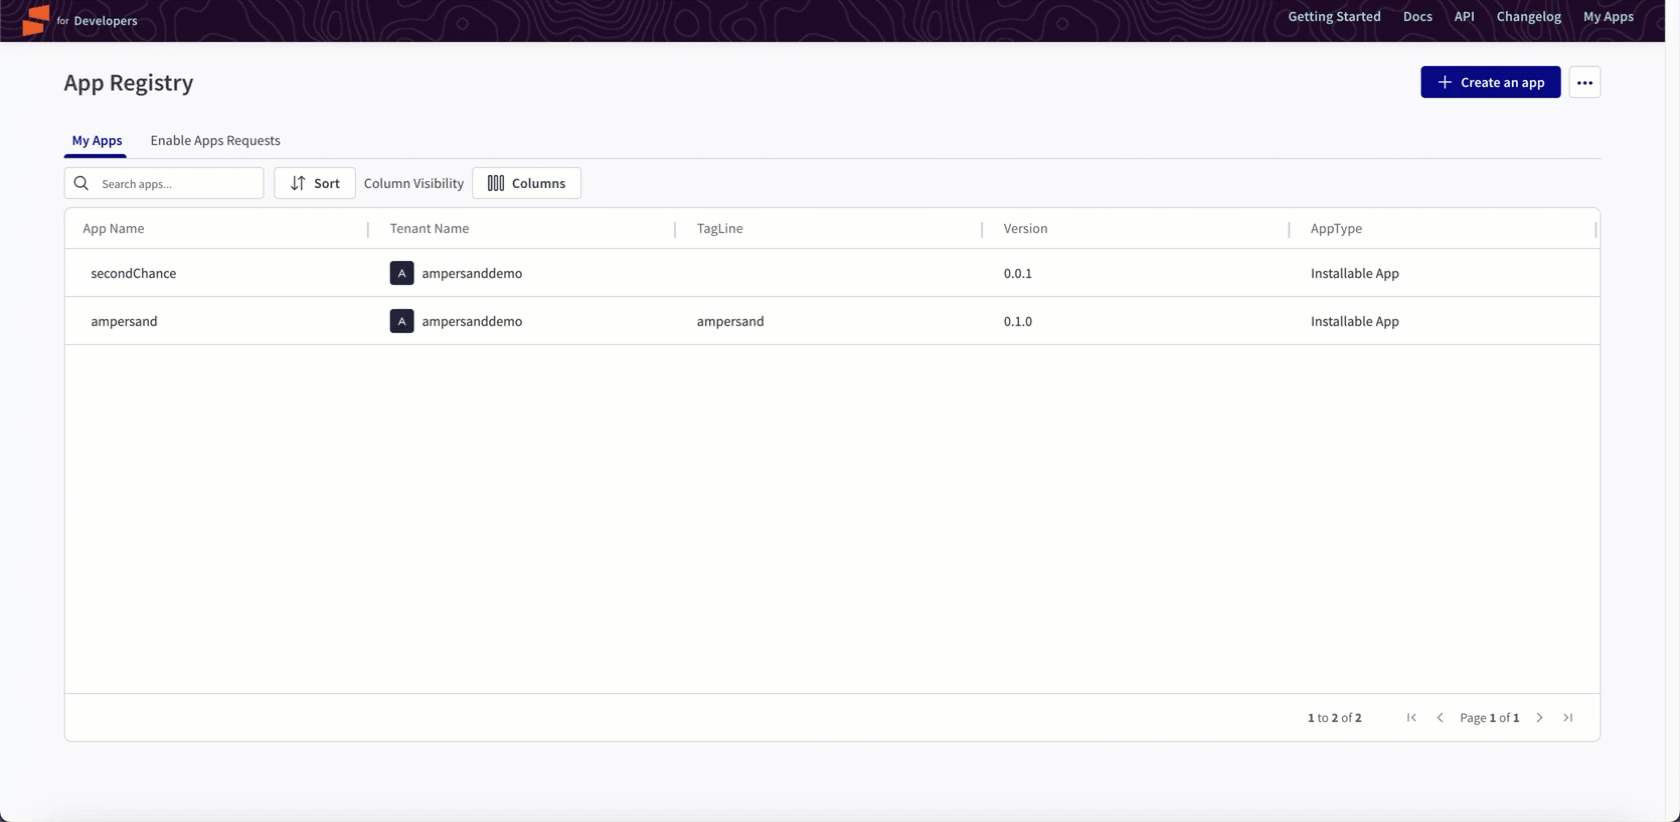 for Developers
Getting Started Docs API Changelog My Apps
App Registry
Create an app
My Apps Enable Apps Requests
Search apps... Sort Column Visibility Columns
App Name Tenant Name TagLine Version AppType
secondChance A ampersanddemo 0.0.1 Installable App
ampersand A ampersanddemo ampersand 0.1.0 Installable App
1 to 2 of 2 Page 1 of 1